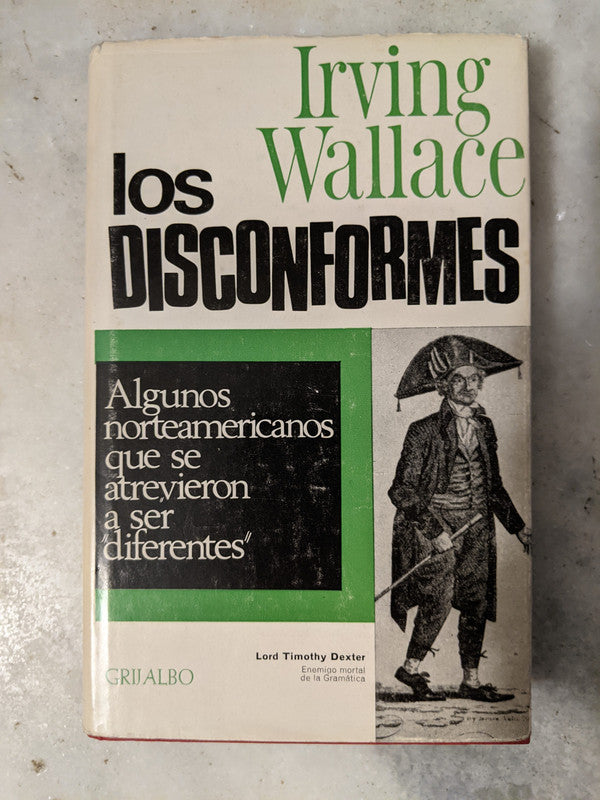 Irving
Wallace
los
DISCONFORMES
Algunos
norteamericanos
que se
atrevieron
a ser
"diferentes"
Lord Timothy Dexter
Enemigo mortal
de la Gramática
GRIJALBO